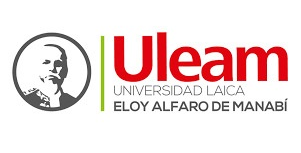 Uleam
UNIVERSIDAD LAICA
ELOY ALFARO DE MANABÍ